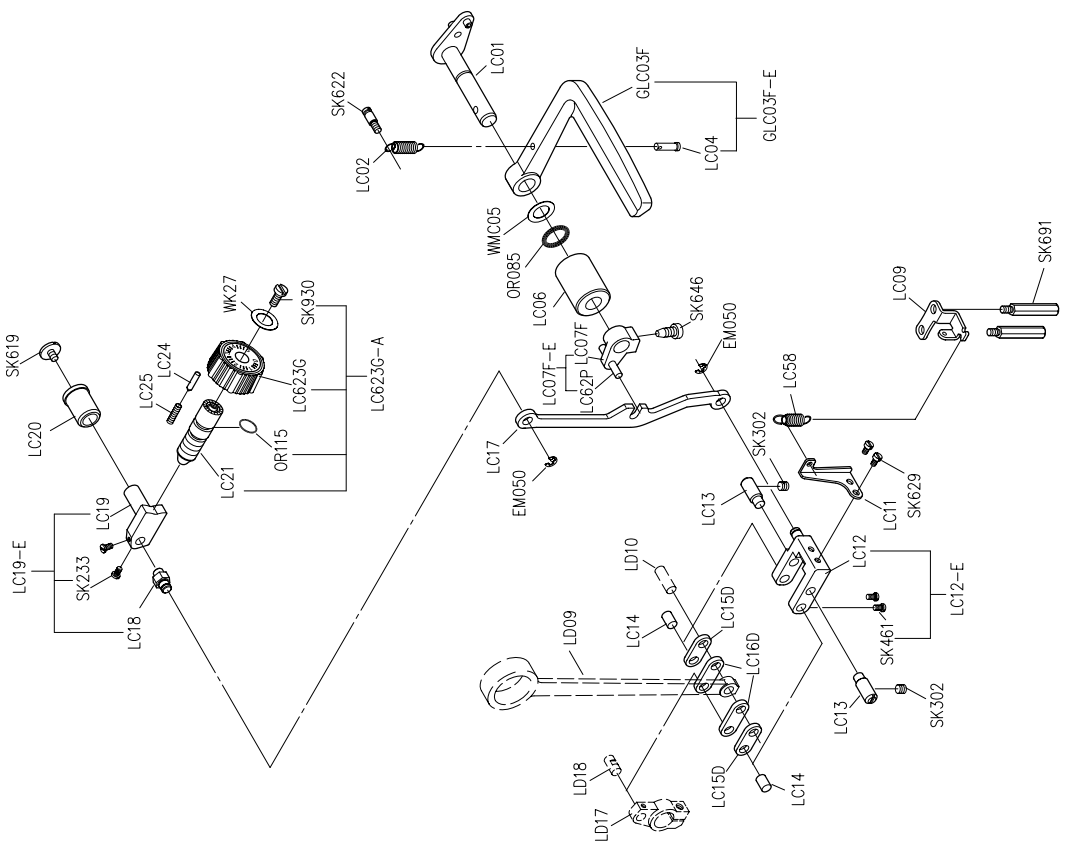 LC01
SK622
GLC03F
LC02
GLC03F-E
LC04
WMC05
OR085
LC06
SK646
LC07F
LC07F-E
LC62P
EM050
LC09
SK691
WK27
SK930
SK619
LC24
LC25
LC623G
LC623G-A
LC20
OR115
LC21
LC19
LC19-E
SK233
LC18
LC17
EM050
LC58
SK302
LC13
SK629
LC11
LD10
LC12
LC12-E
LC15D
LC14
LD09
LC16D
SK461
LC13
SK302
LD18
LC15D
LC14
LD17